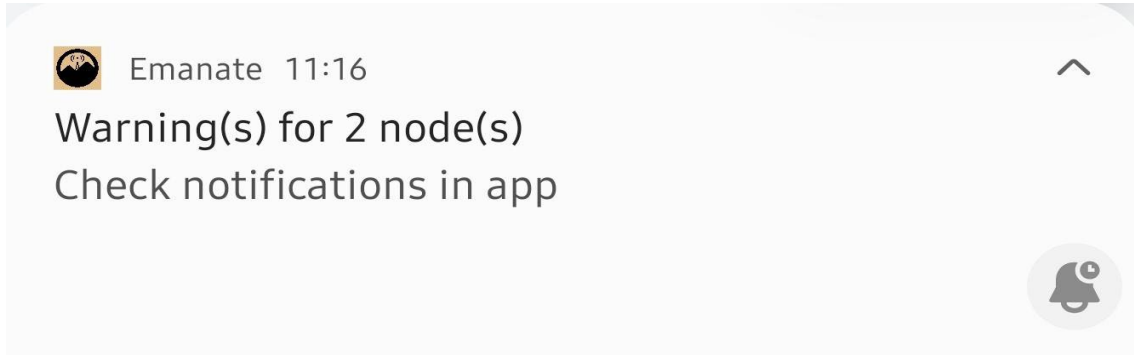 Emanate 11:16
Warning(s) for 2 node(s)
Check notifications in app